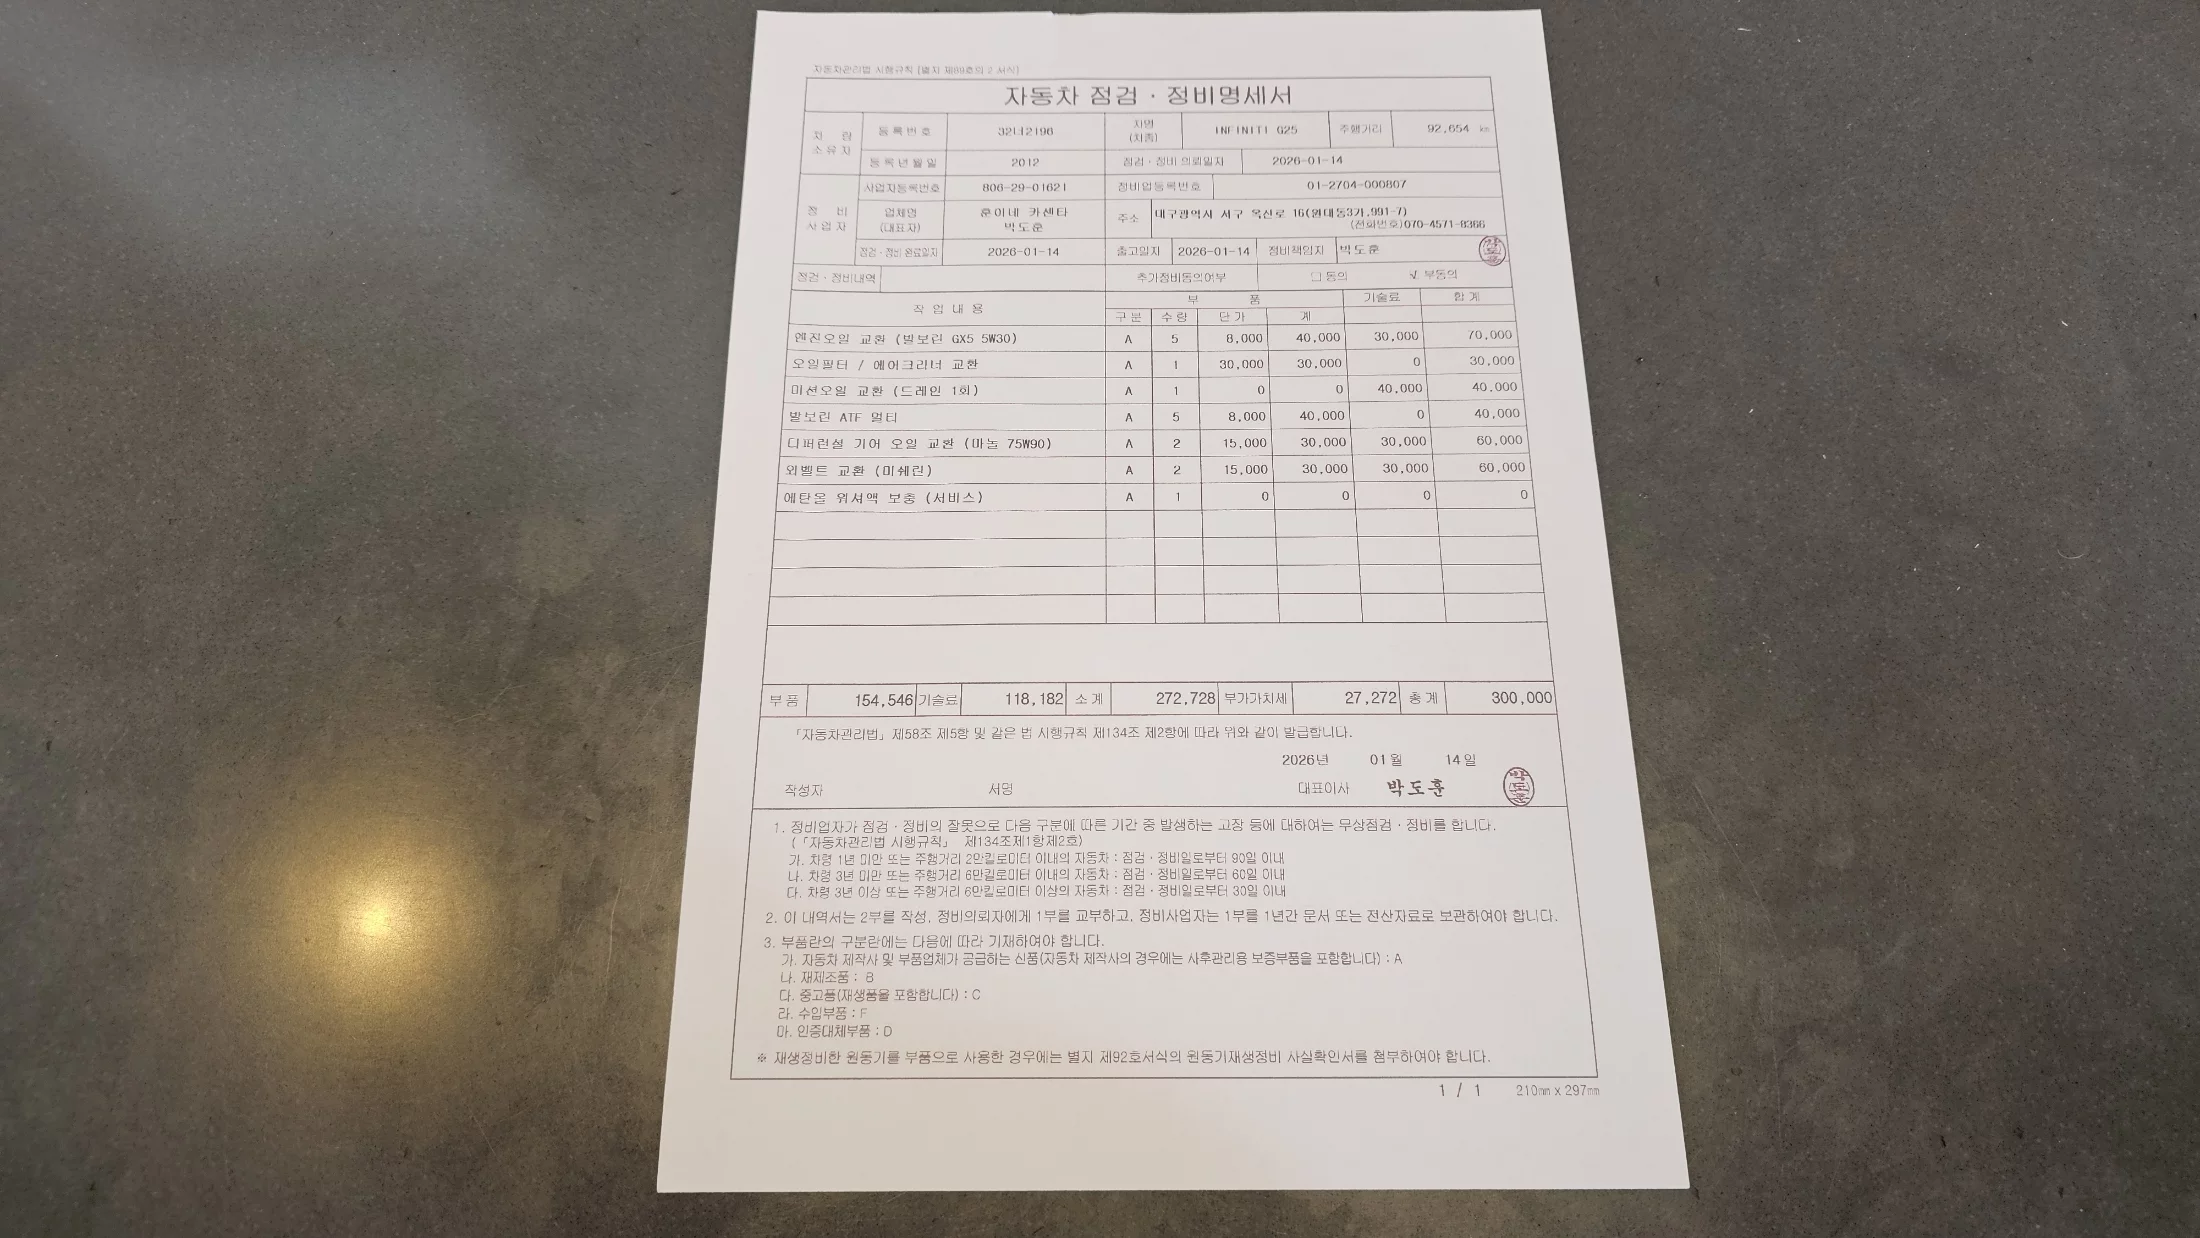 자동차관리법 시행규칙 [별지 제89호의 2 서식]
자동차 점검 · 정비명세서
차 량 소유자 등록번호 32너2196 차명 (차종) INFINITI G25 주행거리 92,654 km
등록년월일 2012 점검 · 정비 의뢰일자 2026-01-14
정 비 사업자 사업자등록번호 806-29-01621 정비업등록번호 01-2704-000807
업체명 (대표자) 훈이네 카센타 박도훈 주소 대구광역시 서구 옥산로 16(원대동3가,991-7) (전화번호)070-4571-8366
점검 · 정비 완료일자 2026-01-14 출고일자 2026-01-14 정비책임자 박도훈
점검 · 정비내역 추가정비동의여부 □ 동의 √ 부동의
작 업 내 용 부 품 기술료 합 계
구 분 수 량 단 가 계
엔진오일 교환 (발보린 GX5 5W30) A 5 8,000 40,000 30,000 70,000
오일필터 / 에어크리너 교환 A 1 30,000 30,000 0 30,000
미션오일 교환 (드레인 1회) A 1 0 0 40,000 40,000
발보린 ATF 멀티 A 5 8,000 40,000 0 40,000
디퍼런셜 기어 오일 교환 (마놀 75W90) A 2 15,000 30,000 30,000 60,000
외벨트 교환 (미쉐린) A 2 15,000 30,000 30,000 60,000
에탄올 워셔액 보충 (서비스) A 1 0 0 0 0
부 품 154,546 기술료 118,182 소 계 272,728 부가가치세 27,272 총 계 300,000
「자동차관리법」 제58조 제5항 및 같은 법 시행규칙 제134조 제2항에 따라 위와 같이 발급합니다.
2026년 01월 14일
작성자 서명 대표이사 박도훈 박도훈
1. 정비업자가 점검 · 정비의 잘못으로 다음 구분에 따른 기간 중 발생하는 고장 등에 대하여는 무상점검 · 정비를 합니다.
(「자동차관리법 시행규칙」 제134조제1항제2호)
가. 차령 1년 미만 또는 주행거리 2만킬로미터 이내의 자동차 : 점검 · 정비일로부터 90일 이내
나. 차령 3년 미만 또는 주행거리 6만킬로미터 이내의 자동차 : 점검 · 정비일로부터 60일 이내
다. 차령 3년 이상 또는 주행거리 6만킬로미터 이상의 자동차 : 점검 · 정비일로부터 30일 이내
2. 이 내역서는 2부를 작성, 정비의뢰자에게 1부를 교부하고, 정비사업자는 1부를 1년간 문서 또는 전산자료로 보관하여야 합니다.
3. 부품란의 구분란에는 다음에 따라 기재하여야 합니다.
가. 자동차 제작사 및 부품업체가 공급하는 신품(자동차 제작사의 경우에는 사후관리용 보증부품을 포함합니다) : A
나. 재제조품 : B
다. 중고품(재생품을 포함합니다) : C
라. 수입부품 : F
마. 인증대체부품 : D
※ 재생정비한 원동기를 부품으로 사용한 경우에는 별지 제92호서식의 원동기재생정비 사실확인서를 첨부하여야 합니다.
1 / 1 210mm x 297mm